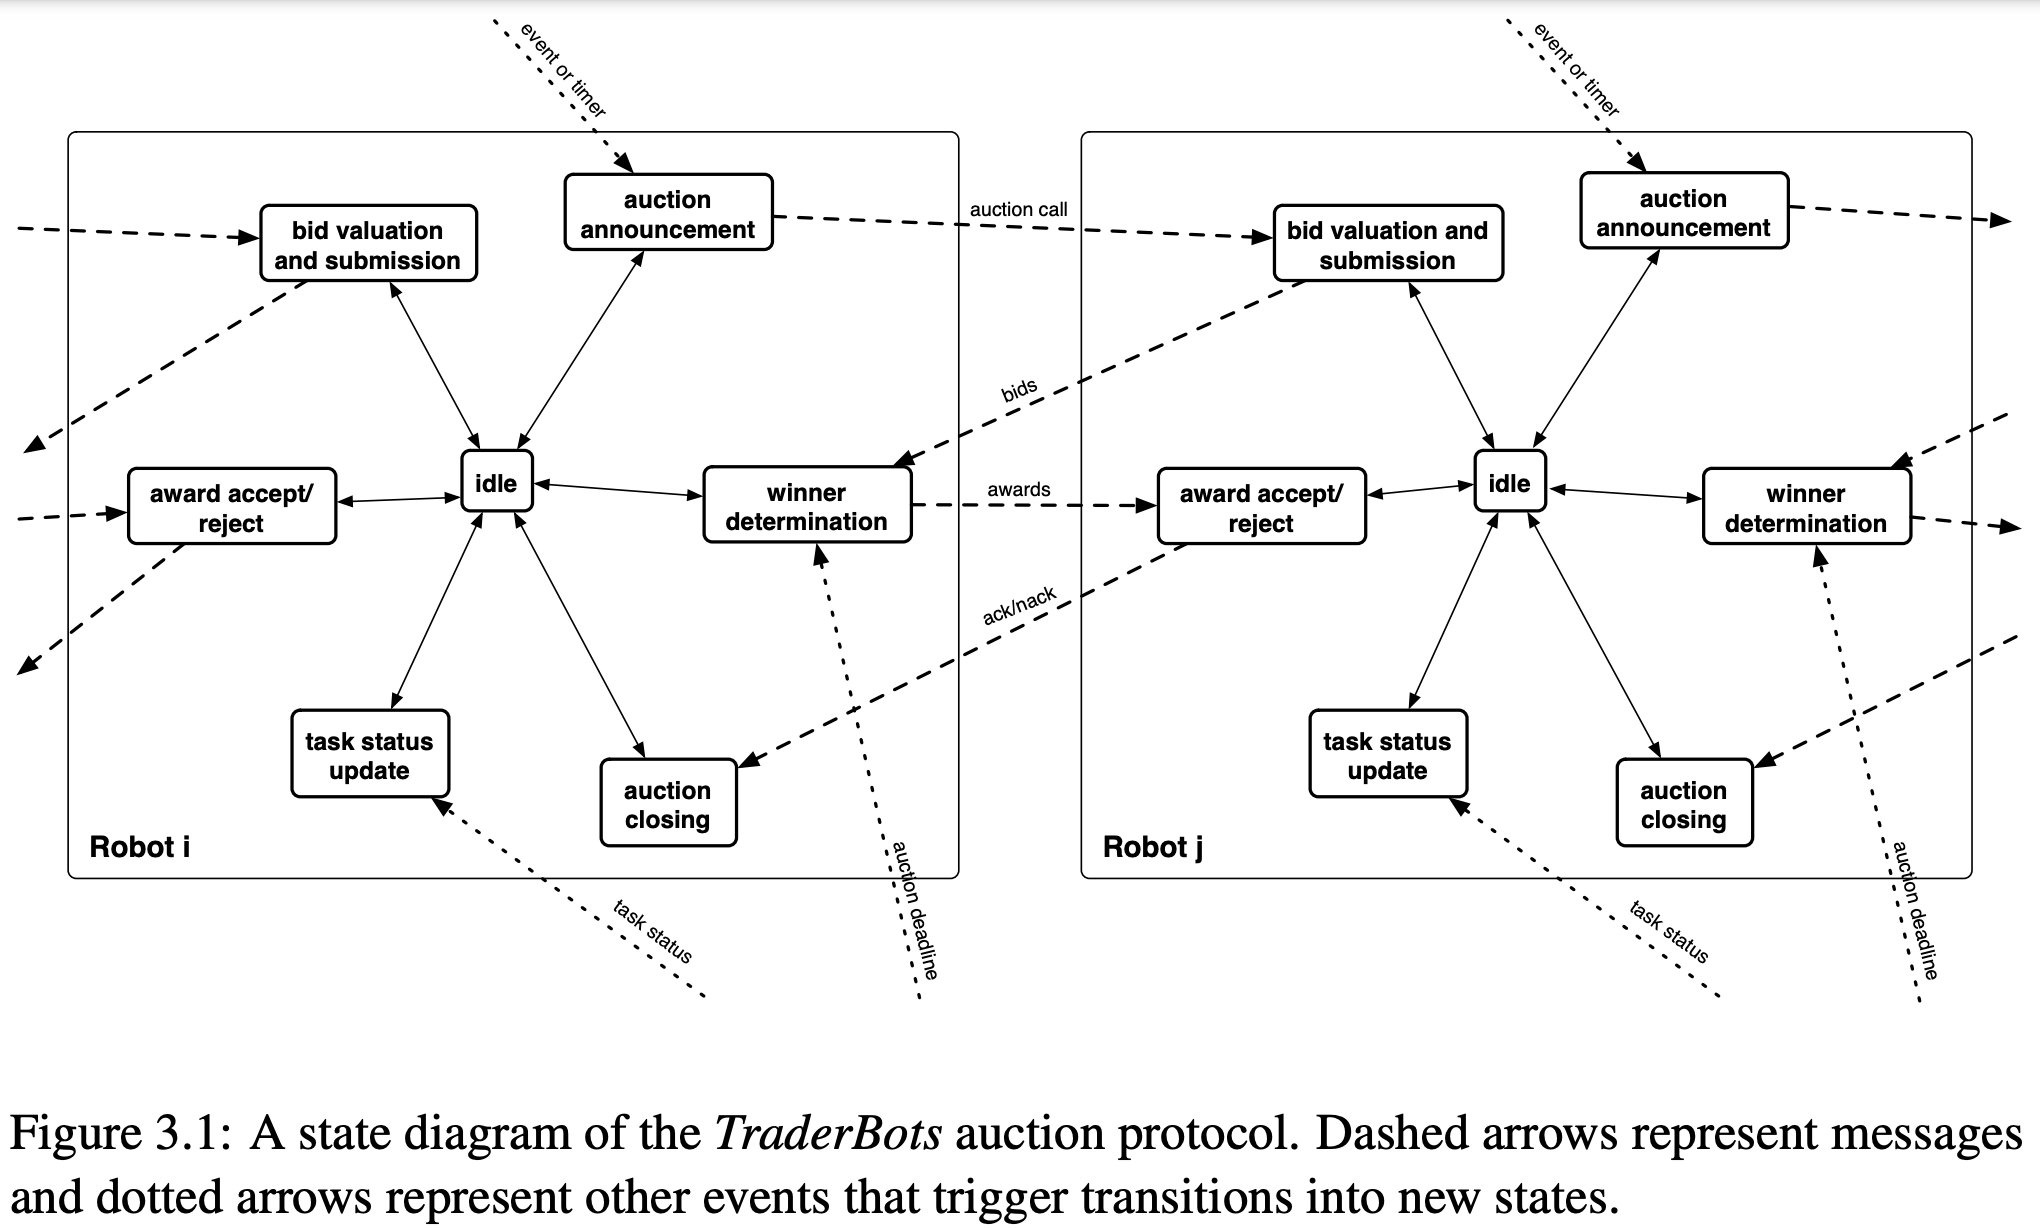 event or timer
event or timer
auction
announcement
auction call
bid valuation
and submission
auction
announcement
bid valuation and
submission
bids
idle
award accept/
reject
winner
determination
awards
idle
award accept/
reject
winner
determination
ack/nack
task status
update
auction
closing
task status
update
auction
closing
Robot i
Robot j
auction deadline
task status
auction deadline
task status
Figure 3.1: A state diagram of the TraderBots auction protocol. Dashed arrows represent messages
and dotted arrows represent other events that trigger transitions into new states.